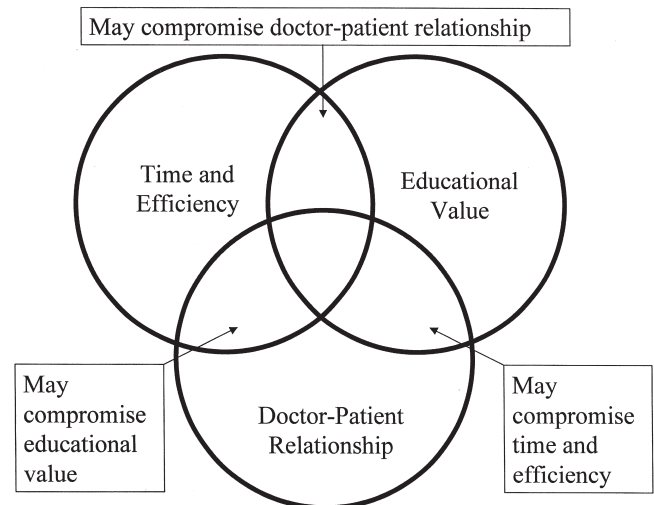 May compromise doctor-patient relationship
Time and
Efficiency
Educational
Value
May
compromise
educational
value
Doctor-Patient
Relationship
May
compromise
time and
efficiency